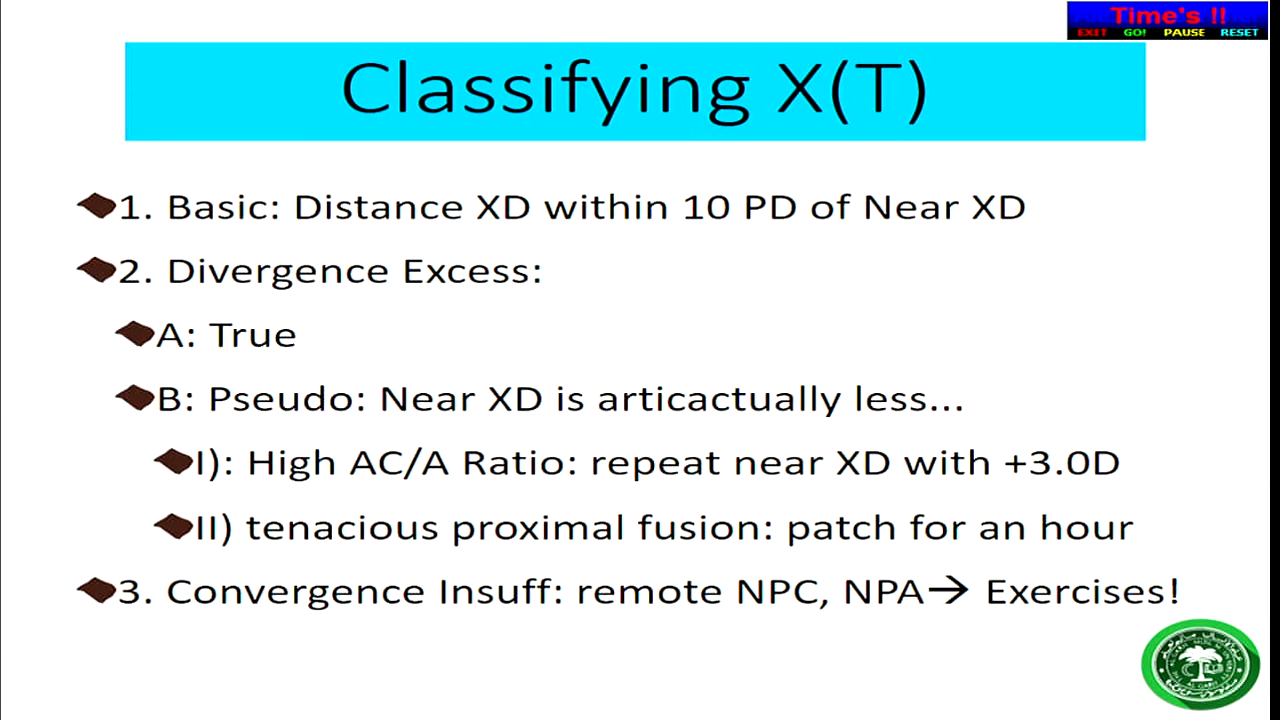 Time's !!
EXIT GO! PAUSE RESET
Classifying X(T)
1. Basic: Distance XD within 10 PD of Near XD
2. Divergence Excess:
A: True
B: Pseudo: Near XD is articactually less...
I): High AC/A Ratio: repeat near XD with +3.0D
II) tenacious proximal fusion: patch for an hour
3. Convergence Insuff: remote NPC, NPA→ Exercises!